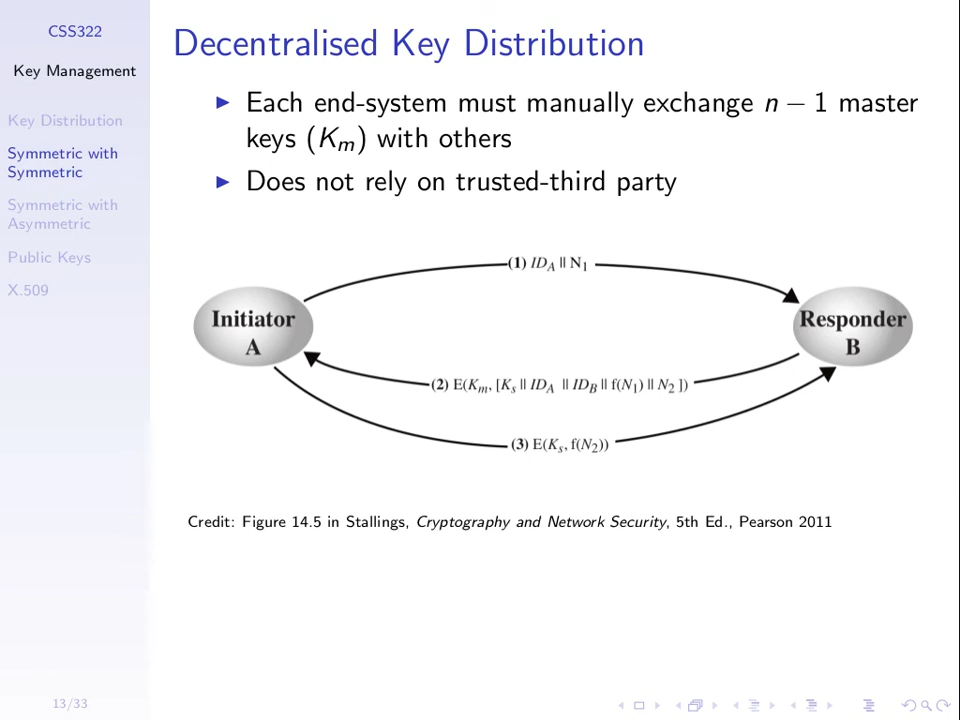 CSS322
Key Management
Key Distribution
Symmetric with
Symmetric
Symmetric with
Asymmetric
Public Keys
X.509
13/33
Decentralised Key Distribution
Each end-system must manually exchange n − 1 master
keys (Km) with others
Does not rely on trusted-third party
(1) IDA || N1
Initiator
A
Responder
B
(2) E(Km, [Ks || IDA || IDB || f(N1) || N2 ])
(3) E(Ks, f(N2))
Credit: Figure 14.5 in Stallings, Cryptography and Network Security, 5th Ed., Pearson 2011